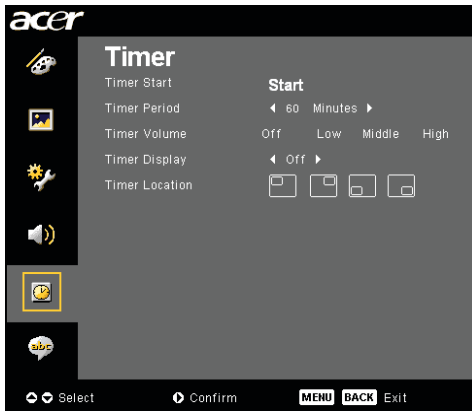 acer
Timer
Timer Start Start
Timer Period 60 Minutes
Timer Volume Off Low Middle High
Timer Display Off
Timer Location
abc
Select Confirm MENU BACK Exit